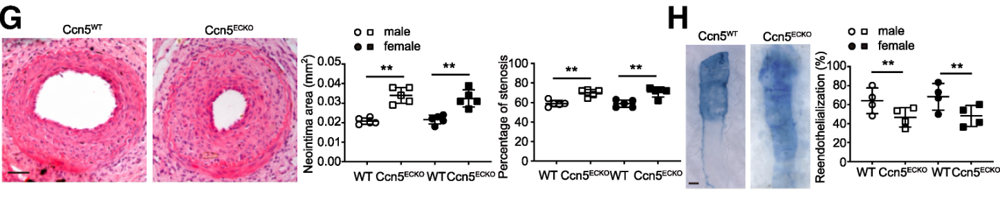 G
Ccn5WT
Ccn5ECKO
male
female
Neointima area (mm2)
0.05
0.04
0.03
0.02
0.01
0.00
**
**
WT Ccn5ECKO WT Ccn5ECKO
Percentage of stenosis
100
80
60
40
20
0
**
**
WT Ccn5ECKO WT Ccn5ECKO
H
Ccn5WT
Ccn5ECKO
male
female
Reendothelialization (%)
100
80
60
40
20
0
**
**
WT Ccn5ECKO WT Ccn5ECKO